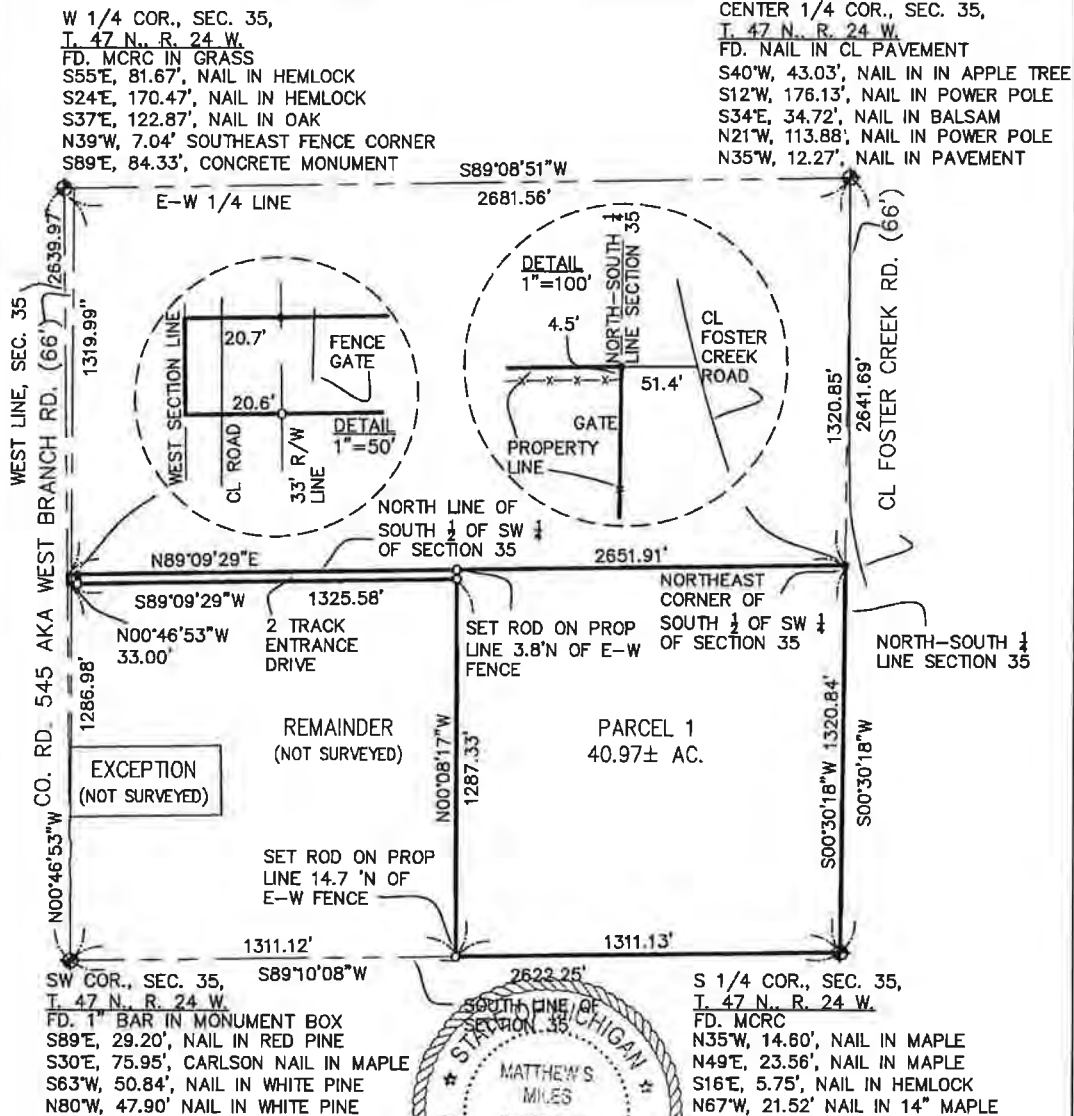 W 1/4 COR., SEC. 35,
T. 47 N., R. 24 W.
FD. MCRC IN GRASS
S55°E, 81.67', NAIL IN HEMLOCK
S24°E, 170.47', NAIL IN HEMLOCK
S37°E, 122.87', NAIL IN OAK
N39°W, 7.04' SOUTHEAST FENCE CORNER
S89°E, 84.33', CONCRETE MONUMENT
CENTER 1/4 COR., SEC. 35,
T. 47 N., R. 24 W.
FD. NAIL IN CL PAVEMENT
S40°W, 43.03', NAIL IN IN APPLE TREE
S12°W, 176.13', NAIL IN POWER POLE
S34°E, 34.72', NAIL IN BALSAM
N21°W, 113.88', NAIL IN POWER POLE
N35°W, 12.27', NAIL IN PAVEMENT
S89°08'51"W
2681.56'
E-W 1/4 LINE
WEST LINE, SEC. 35
2639.97'
1319.99"
CO. RD. 545 AKA WEST BRANCH RD. (66')
WEST SECTION LINE
20.7'
FENCE
GATE
20.6'
CL ROAD
33' R/W
LINE
DETAIL
1"=50'
DETAIL
1"=100'
NORTH-SOUTH 1/4
LINE SECTION 35
4.5'
CL
FOSTER
CREEK
ROAD
51.4'
GATE
PROPERTY
LINE
1320.85'
2641.69'
CL FOSTER CREEK RD. (66')
NORTH LINE OF
SOUTH 1/2 OF SW 1/4
OF SECTION 35
N89°09'29"E
2651.91'
S89°09'29"W
1325.58'
N00°46'53"W
33.00'
2 TRACK
ENTRANCE
DRIVE
SET ROD ON PROP
LINE 3.8'N OF E-W
FENCE
NORTHEAST
CORNER OF
SOUTH 1/2 OF SW 1/4
OF SECTION 35
NORTH-SOUTH 1/4
LINE SECTION 35
1286.98'
N00°46'53"W
REMAINDER
(NOT SURVEYED)
EXCEPTION
(NOT SURVEYED)
N00°08'17"W
1287.33'
PARCEL 1
40.97± AC.
S00°30'18"W 1320.84'
S00°30'18"W
SET ROD ON PROP
LINE 14.7 'N OF
E-W FENCE
1311.12'
1311.13'
S89°10'08"W
2622.25'
SOUTH LINE OF
SECTION 35
SW COR., SEC. 35,
T. 47 N., R. 24 W.
FD. 1" BAR IN MONUMENT BOX
S89°E, 29.20', NAIL IN RED PINE
S30°E, 75.95', CARLSON NAIL IN MAPLE
S63°W, 50.84', NAIL IN WHITE PINE
N80°W, 47.90' NAIL IN WHITE PINE
STATE OF MICHIGAN
MATTHEW S.
MILES
S 1/4 COR., SEC. 35,
T. 47 N., R. 24 W.
FD. MCRC
N35°W, 14.60', NAIL IN MAPLE
N49°E, 23.56', NAIL IN MAPLE
S16°E, 5.75', NAIL IN HEMLOCK
N67°W, 21.52' NAIL IN 14" MAPLE